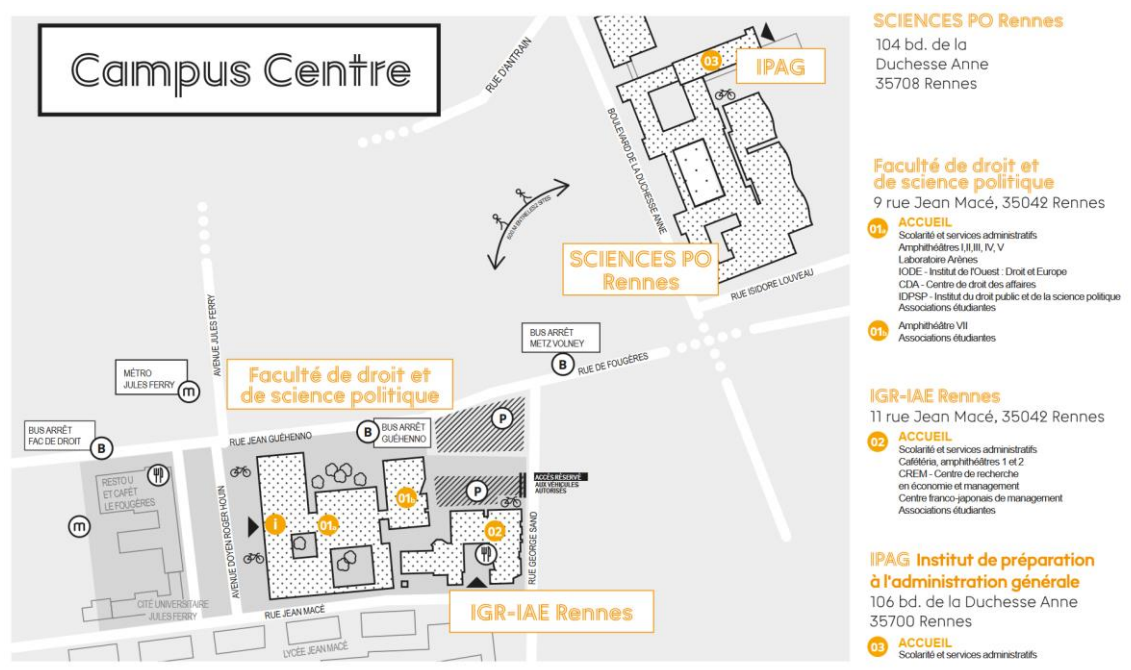 Campus Centre
RUE D'ANTRAIN
03
IPAG
BOULEVARD DE LA DUCHESSE ANNE
SCIENCES PO
Rennes
RUE ISIDORE LOUVEAU
AVENUE JULES FERRY
BUS ARRÊT
METZ VOLNEY
B
RUE DE FOUGÈRES
MÉTRO
JULES FERRY
m
Faculté de droit et
de science politique
BUS ARRÊT
FAC DE DROIT
B
RUE JEAN GUÉHENNO
B
BUS ARRÊT
GUÉHENNO
P
RESTO U
ET CAFÉT
LE FOUGÈRES
m
P
ACCÈS RÉSERVÉ
AUX VÉHICULES
AUTORISÉS
i
01a
01b
02
AVENUE DOYEN ROGER HOUIN
RUE GEORGE SAND
CITÉ UNIVERSITAIRE
JULES FERRY
RUE JEAN MACÉ
IGR-IAE Rennes
LYCÉE JEAN MACÉ
SCIENCES PO Rennes
104 bd. de la
Duchesse Anne
35708 Rennes
Faculté de droit et
de science politique
9 rue Jean Macé, 35042 Rennes
01a ACCUEIL
Scolarité et services administratifs
Amphithéâtres I,II,III, IV, V
Laboratoire Arènes
IODE - Institut de l'Ouest : Droit et Europe
CDA - Centre de droit des affaires
IDPSP - Institut du droit public et de la science politique
Associations étudiantes
01b Amphithéâtre VII
Associations étudiantes
IGR-IAE Rennes
11 rue Jean Macé, 35042 Rennes
02 ACCUEIL
Scolarité et services administratifs
Cafétéria, amphithéâtres 1 et 2
CREM - Centre de recherche
en économie et management
Centre franco-japonais de management
Associations étudiantes
IPAG Institut de préparation
à l'administration générale
106 bd. de la Duchesse Anne
35700 Rennes
03 ACCUEIL
Scolarité et services administratifs